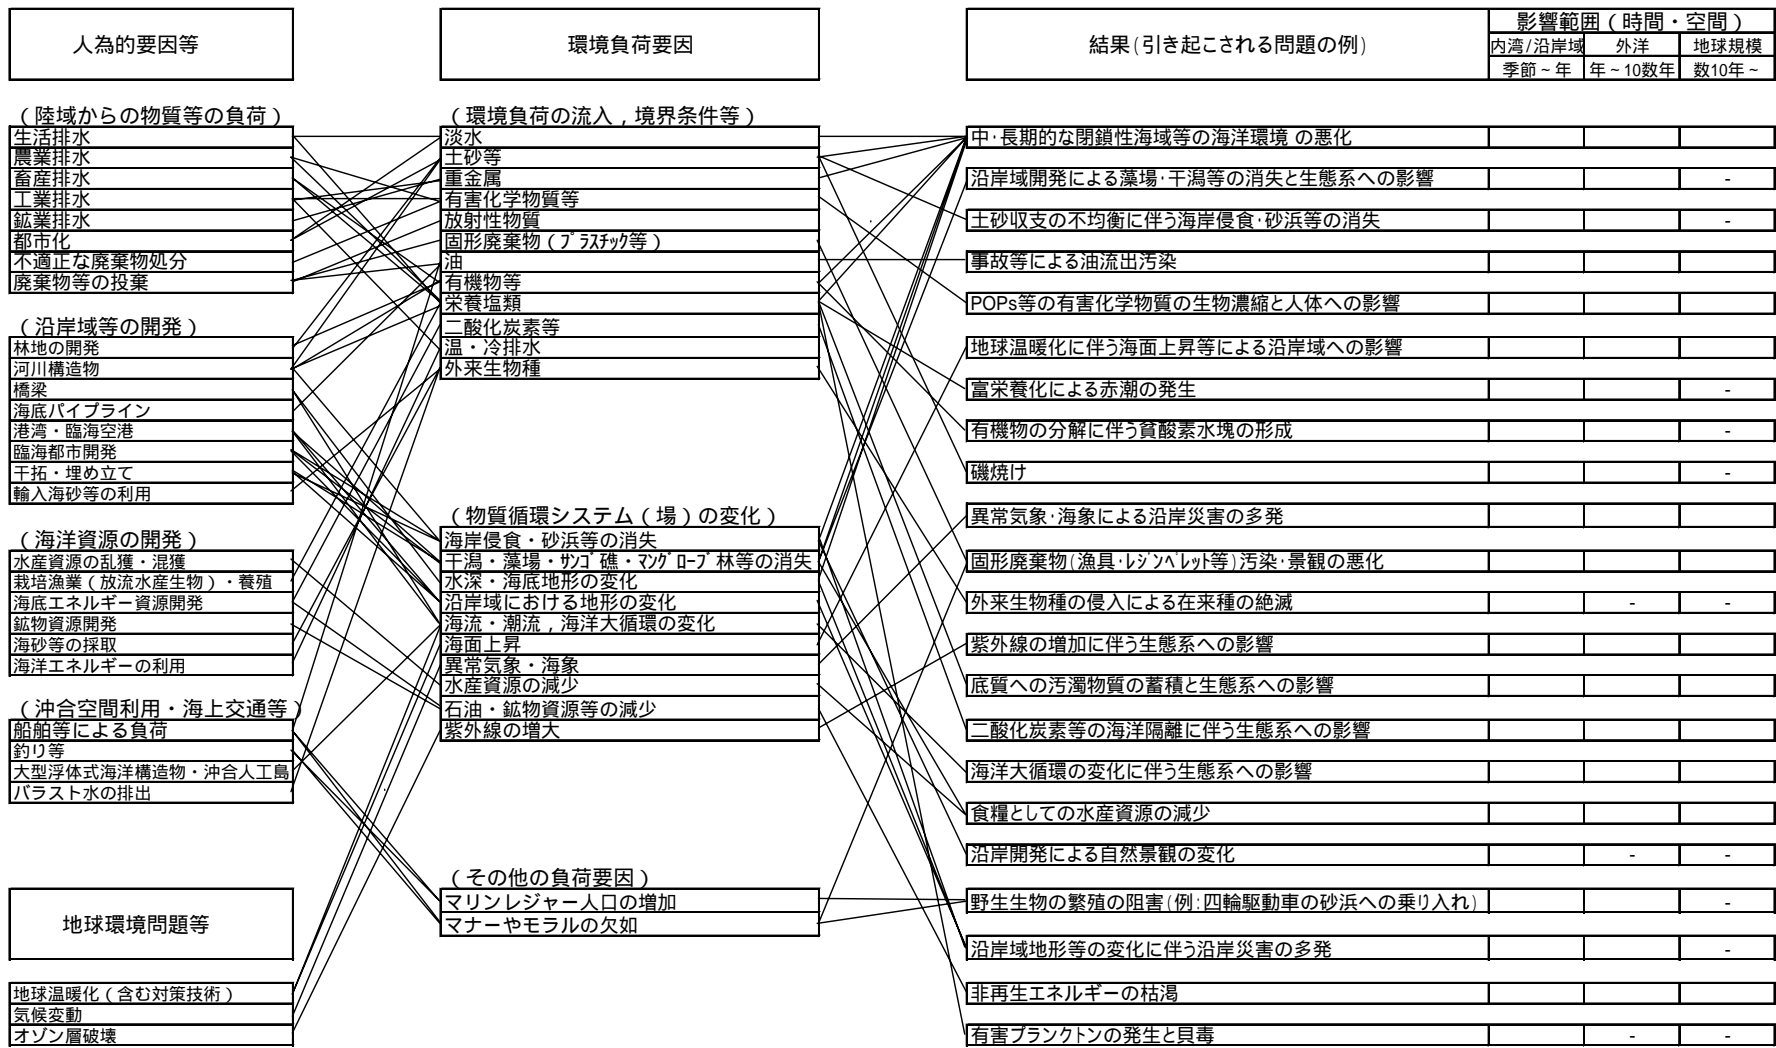 人為的要因等
環境負荷要因
結果(引き起こされる問題の例)
影響範囲(時間・空間)
内湾/沿岸域 外洋 地球規模
季節～年 年～10数年 数10年～
(陸域からの物質等の負荷)
生活排水
農業排水
畜産排水
工業排水
鉱業排水
都市化
不適正な廃棄物処分
廃棄物等の投棄
(沿岸域等の開発)
林地の開発
河川構造物
橋梁
海底パイプライン
港湾・臨海空港
臨海都市開発
干拓・埋め立て
輸入海砂等の利用
(海洋資源の開発)
水産資源の乱獲・混獲
栽培漁業(放流水産生物)・養殖
海底エネルギー資源開発
鉱物資源開発
海砂等の採取
海洋エネルギーの利用
(沖合空間利用・海上交通等)
船舶等による負荷
釣り等
大型浮体式海洋構造物・沖合人工島
バラスト水の排出
地球環境問題等
地球温暖化(含む対策技術)
気候変動
オゾン層破壊
(環境負荷の流入，境界条件等)
淡水
土砂等
重金属
有害化学物質等
放射性物質
固形廃棄物(ﾌﾟﾗｽﾁｯｸ等)
油
有機物等
栄養塩類
二酸化炭素等
温・冷排水
外来生物種
(物質循環システム(場)の変化)
海岸侵食・砂浜等の消失
干潟・藻場・ｻﾝｺﾞ礁・ﾏﾝｸﾞﾛｰﾌﾞ林等の消失
水深・海底地形の変化
沿岸域における地形の変化
海流・潮流，海洋大循環の変化
海面上昇
異常気象・海象
水産資源の減少
石油・鉱物資源等の減少
紫外線の増大
(その他の負荷要因)
マリンレジャー人口の増加
マナーやモラルの欠如
中･長期的な閉鎖性海域等の海洋環境 の悪化
沿岸域開発による藻場･干潟等の消失と生態系への影響 -
土砂収支の不均衡に伴う海岸侵食･砂浜等の消失 -
事故等による油流出汚染
POPs等の有害化学物質の生物濃縮と人体への影響
地球温暖化に伴う海面上昇等による沿岸域への影響
富栄養化による赤潮の発生 -
有機物の分解に伴う貧酸素水塊の形成 -
磯焼け -
異常気象･海象による沿岸災害の多発
固形廃棄物(漁具･ﾚｼﾞﾝﾍﾟﾚｯﾄ等)汚染･景観の悪化
外来生物種の侵入による在来種の絶滅 - -
紫外線の増加に伴う生態系への影響
底質への汚濁物質の蓄積と生態系への影響
二酸化炭素等の海洋隔離に伴う生態系への影響
海洋大循環の変化に伴う生態系への影響
食糧としての水産資源の減少
沿岸開発による自然景観の変化 - -
野生生物の繁殖の阻害(例:四輪駆動車の砂浜への乗り入れ) -
沿岸域地形等の変化に伴う沿岸災害の多発 -
非再生エネルギーの枯渇
有害プランクトンの発生と貝毒 - -